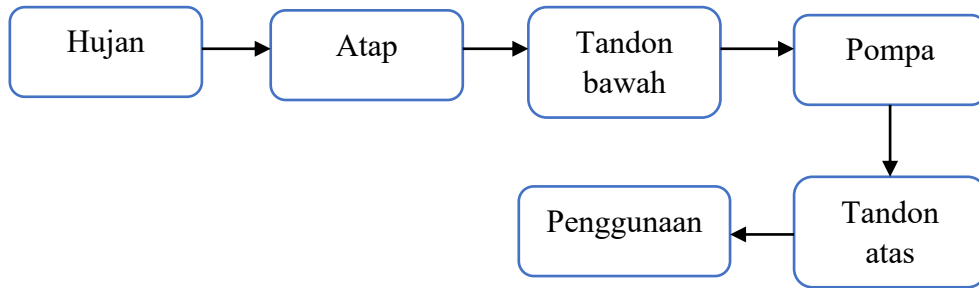 Hujan
Atap
Tandon
bawah
Pompa
Tandon
atas
Penggunaan